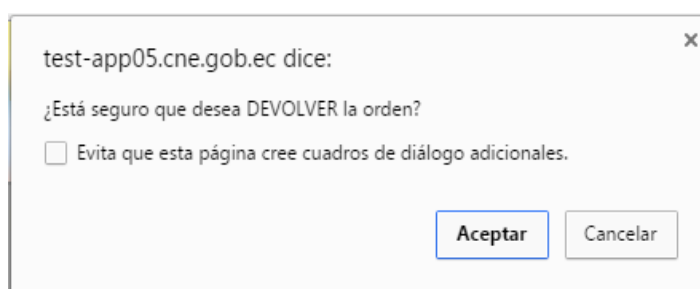 test-app05.cne.gob.ec dice:
¿Está seguro que desea DEVOLVER la orden?
Evita que esta página cree cuadros de diálogo adicionales.
Aceptar
Cancelar